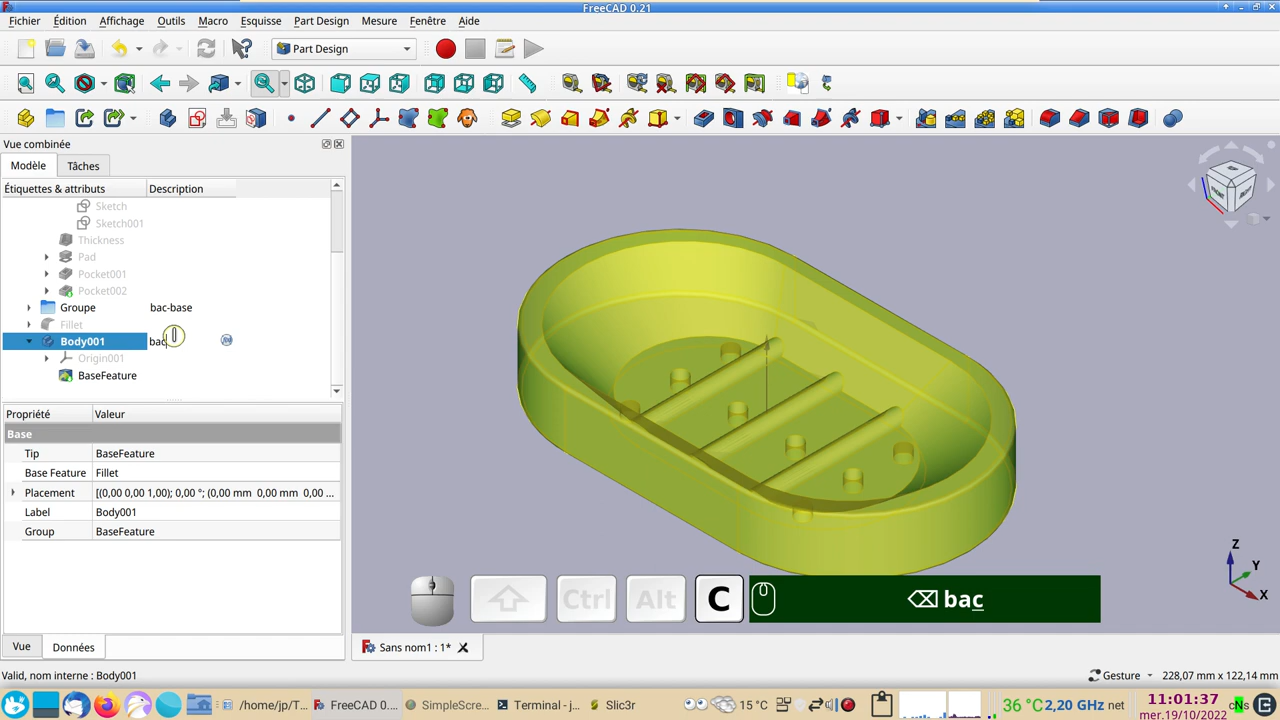 FreeCAD 0.21
Fichier Édition Affichage Outils Macro Esquisse Part Design Mesure Fenêtre Aide
Part Design
Vue combinée
Modèle Tâches
Étiquettes & attributs Description
Sketch
Sketch001
Thickness
Pad
Pocket001
Pocket002
Groupe bac-base
Fillet
Body001 bac
Origin001
BaseFeature
Propriété Valeur
Base
Tip BaseFeature
Base Feature Fillet
Placement [(0,00 0,00 1,00); 0,00 °; (0,00 mm 0,00 mm 0,00 ...
Label Body001
Group BaseFeature
Vue Données
Ctrl Alt C ⌫ bac
Sans nom1 : 1*
Z
Y
X
Valid, nom interne : Body001
Gesture 228,07 mm x 122,14 mm
/home/jp/T... FreeCAD 0.... SimpleScre... Terminal - j... Slic3r 15 °C 36 °C 2,20 GHz net 11:01:37
mer.19/10/2022